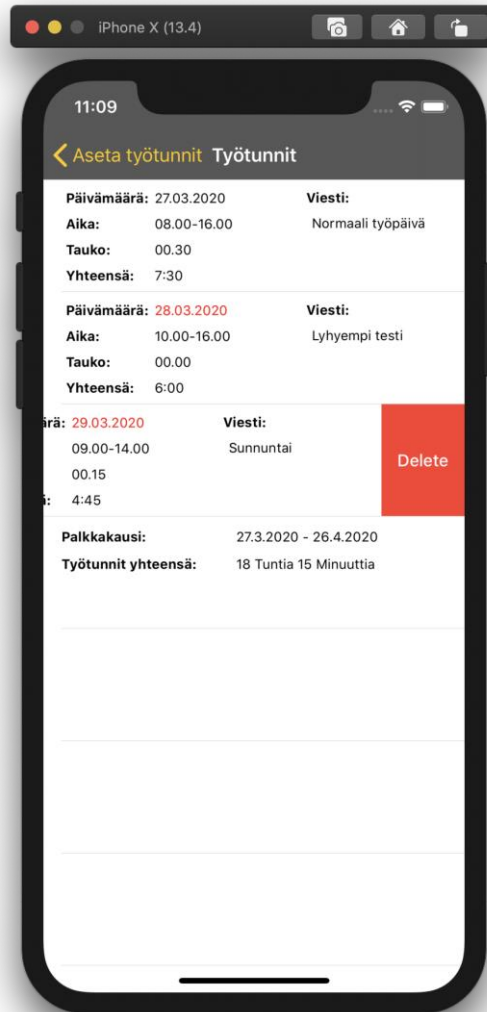 iPhone X (13.4)
11:09
Aseta työtunnit Työtunnit
Päivämäärä: 27.03.2020 Viesti:
Aika: 08.00-16.00 Normaali työpäivä
Tauko: 00.30
Yhteensä: 7:30
Päivämäärä: 28.03.2020 Viesti:
Aika: 10.00-16.00 Lyhyempi testi
Tauko: 00.00
Yhteensä: 6:00
ärä: 29.03.2020 Viesti:
09.00-14.00 Sunnuntai
00.15
ä: 4:45
Delete
Palkkakausi: 27.3.2020 - 26.4.2020
Työtunnit yhteensä: 18 Tuntia 15 Minuuttia